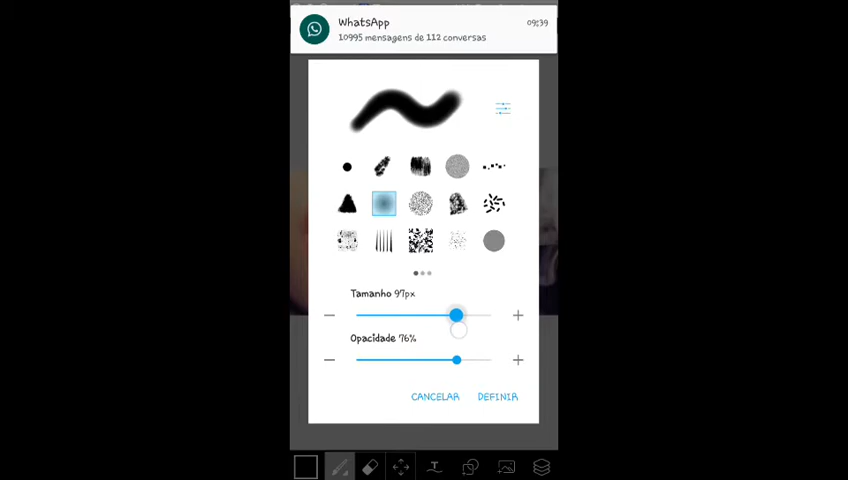 WhatsApp
09:39
10995 mensagens de 112 conversas
Tamanho 97px
Opacidade 76%
CANCELAR DEFINIR